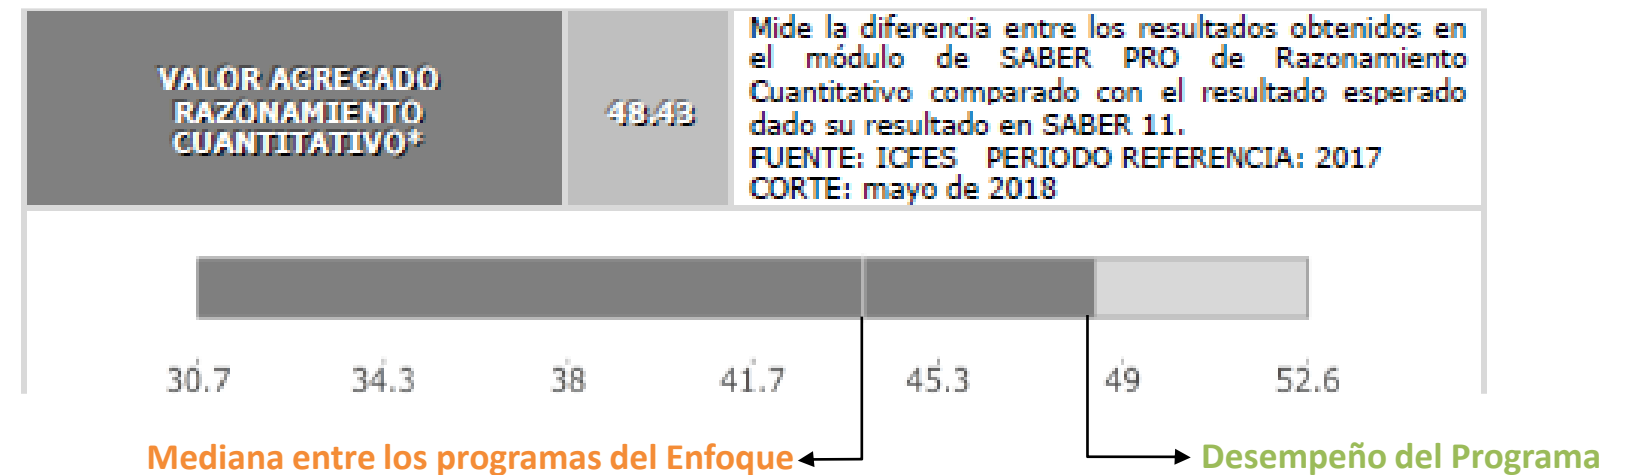 VALOR AGREGADO
RAZONAMIENTO
CUANTITATIVO*
48.43
Mide la diferencia entre los resultados obtenidos en
el módulo de SABER PRO de Razonamiento
Cuantitativo comparado con el resultado esperado
dado su resultado en SABER 11.
FUENTE: ICFES PERIODO REFERENCIA: 2017
CORTE: mayo de 2018
30.7 34.3 38 41.7 45.3 49 52.6
Mediana entre los programas del Enfoque Desempeño del Programa